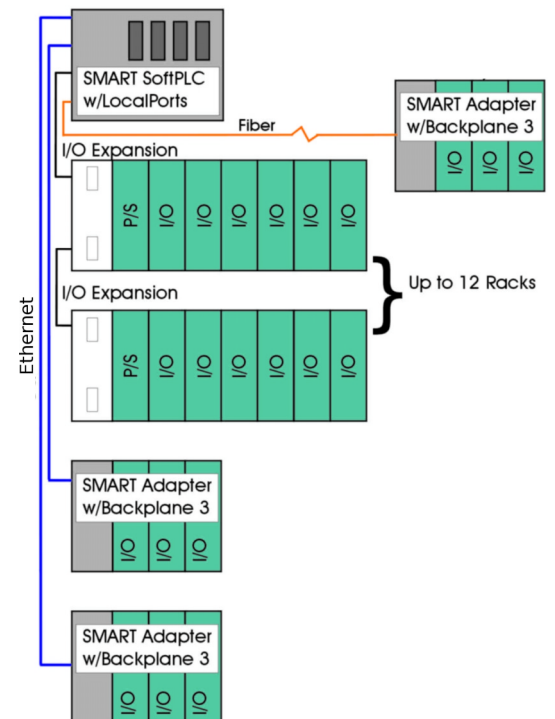 SMART SoftPLC
w/LocalPorts
Fiber
SMART Adapter
w/Backplane 3
I/O
I/O
I/O
I/O Expansion
P/S
I/O
I/O
I/O
I/O
I/O
I/O
Up to 12 Racks
I/O Expansion
P/S
I/O
I/O
I/O
I/O
I/O
I/O
Ethernet
SMART Adapter
w/Backplane 3
I/O
I/O
I/O
SMART Adapter
w/Backplane 3
I/O
I/O
I/O